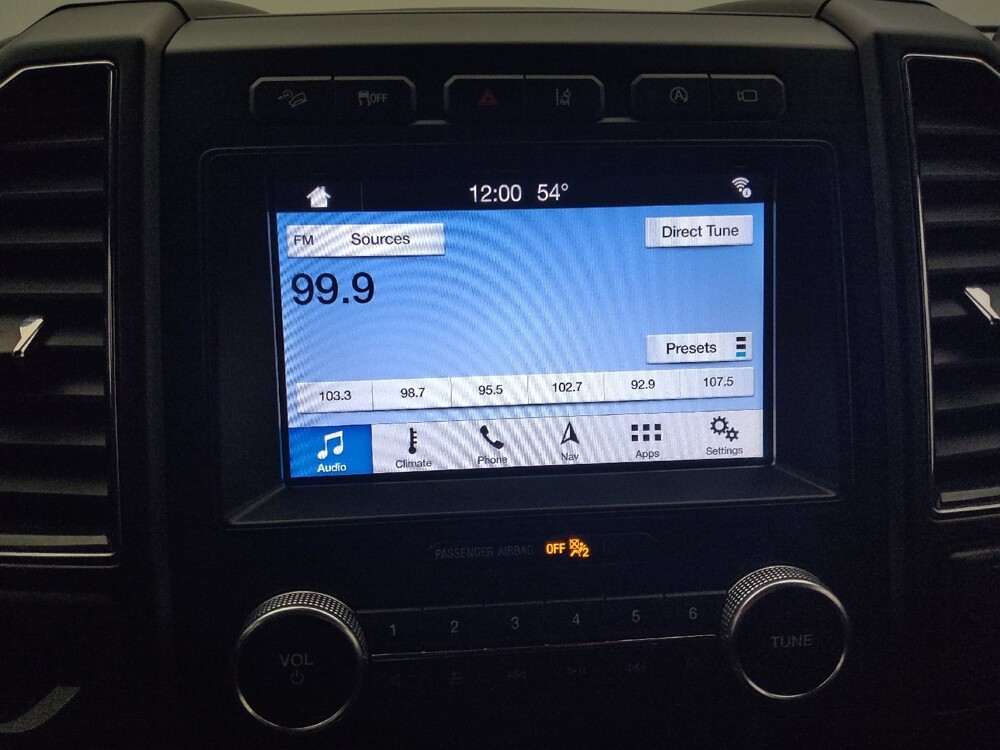 OFF
12:00 54°
FM Sources Direct Tune
99.9
Presets
103.3 98.7 95.5 102.7 92.9 107.5
Audio Climate Phone Nav Apps Settings
PASSENGER AIRBAG OFF 2
1 2 3 4 5 6
VOL TUNE